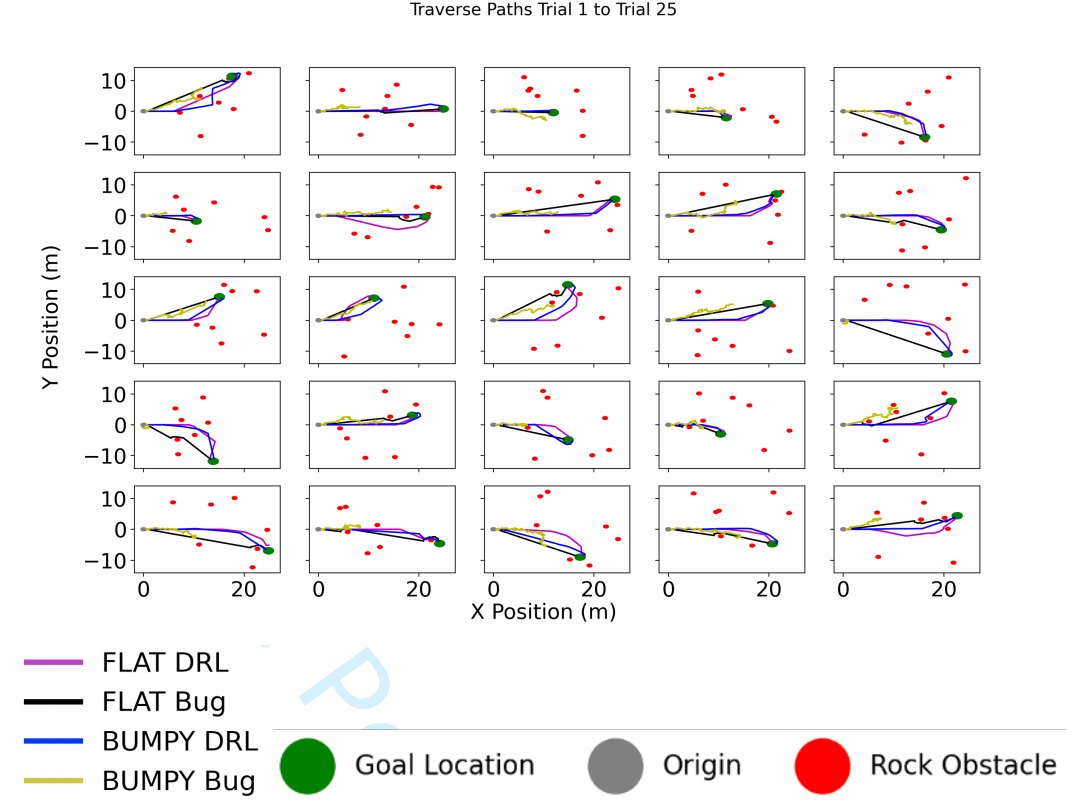 Traverse Paths Trial 1 to Trial 25
10
0
−10
10
0
−10
10
0
−10
10
0
−10
10
0
−10
Y Position (m)
0 20 0 20 0 20 0 20 0 20
X Position (m)
FLAT DRL
FLAT Bug
BUMPY DRL
BUMPY Bug
Goal Location Origin Rock Obstacle